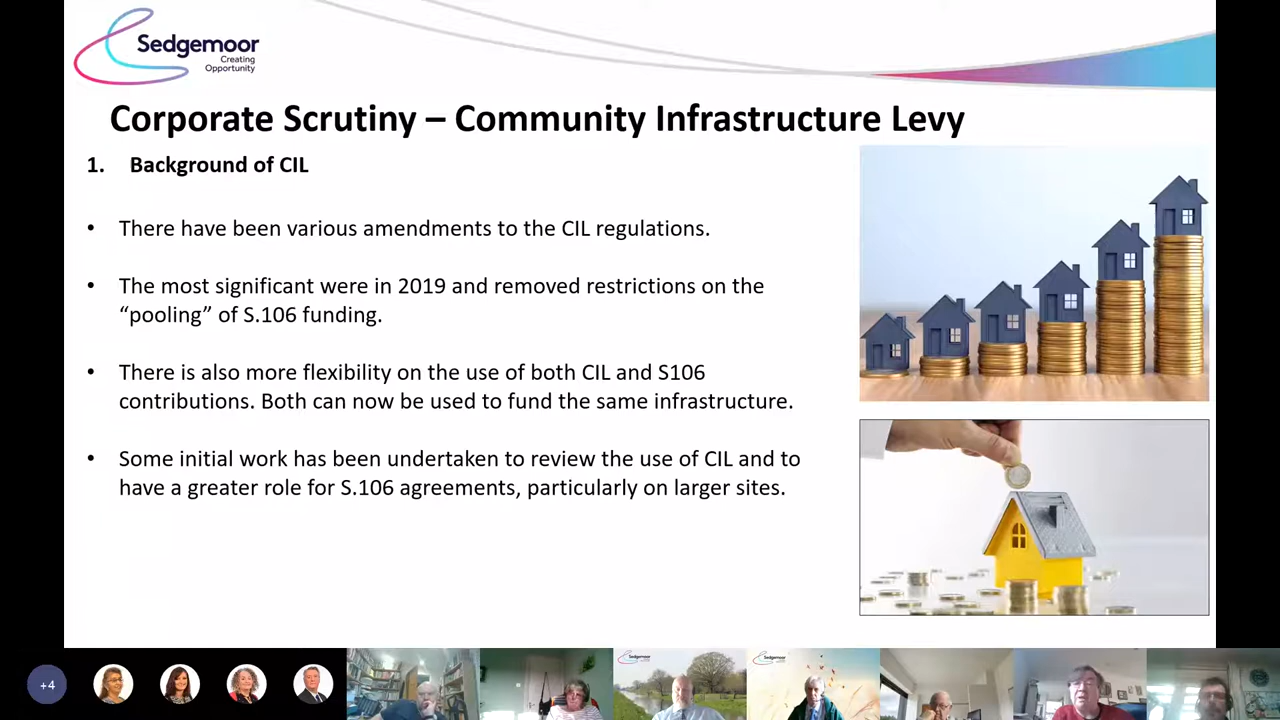 Sedgemoor
Creating
Opportunity
Corporate Scrutiny – Community Infrastructure Levy
1. Background of CIL
• There have been various amendments to the CIL regulations.
• The most significant were in 2019 and removed restrictions on the
“pooling” of S.106 funding.
• There is also more flexibility on the use of both CIL and S106
contributions. Both can now be used to fund the same infrastructure.
• Some initial work has been undertaken to review the use of CIL and to
have a greater role for S.106 agreements, particularly on larger sites.
+4
Sedgemoor
Sedgemoor